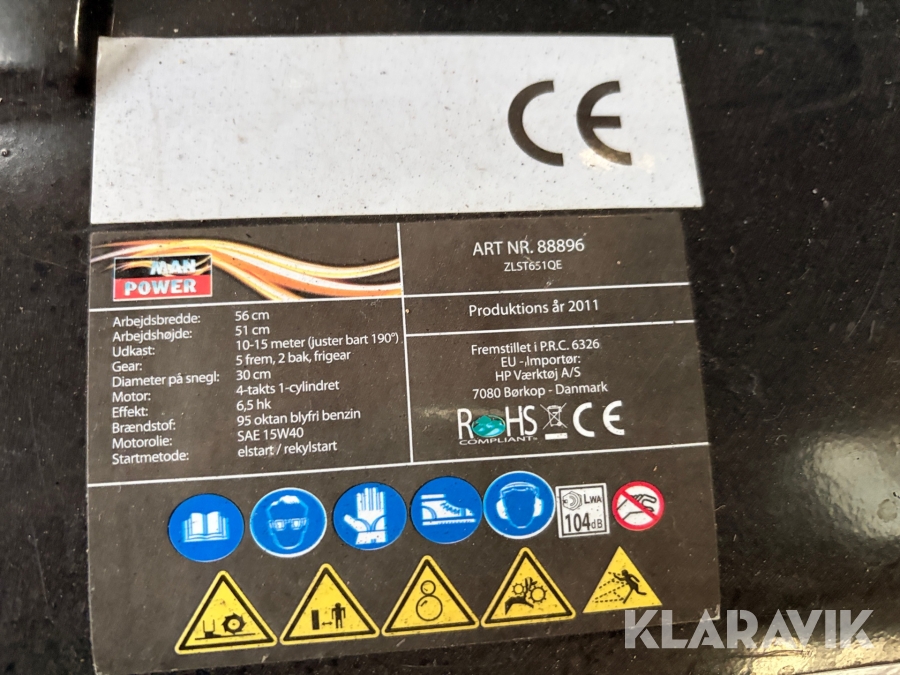 CE
MAN
POWER
ART NR. 88896
ZLST651QE
Produktions år 2011
Arbejdsbredde: 56 cm
Arbejdshøjde: 51 cm
Udkast: 10-15 meter (juster bart 190°)
Gear: 5 frem, 2 bak, frigear
Diameter på snegl: 30 cm
Motor: 4-takts 1-cylindret
Effekt: 6,5 hk
Brændstof: 95 oktan blyfri benzin
Motorolie: SAE 15W40
Startmetode: elstart / rekylstart
Fremstillet i P.R.C. 6326
EU - Importør:
HP Værktøj A/S
7080 Børkop - Danmark
ROHS CE
COMPLIANT
LWA
104dB
KLARAVIK